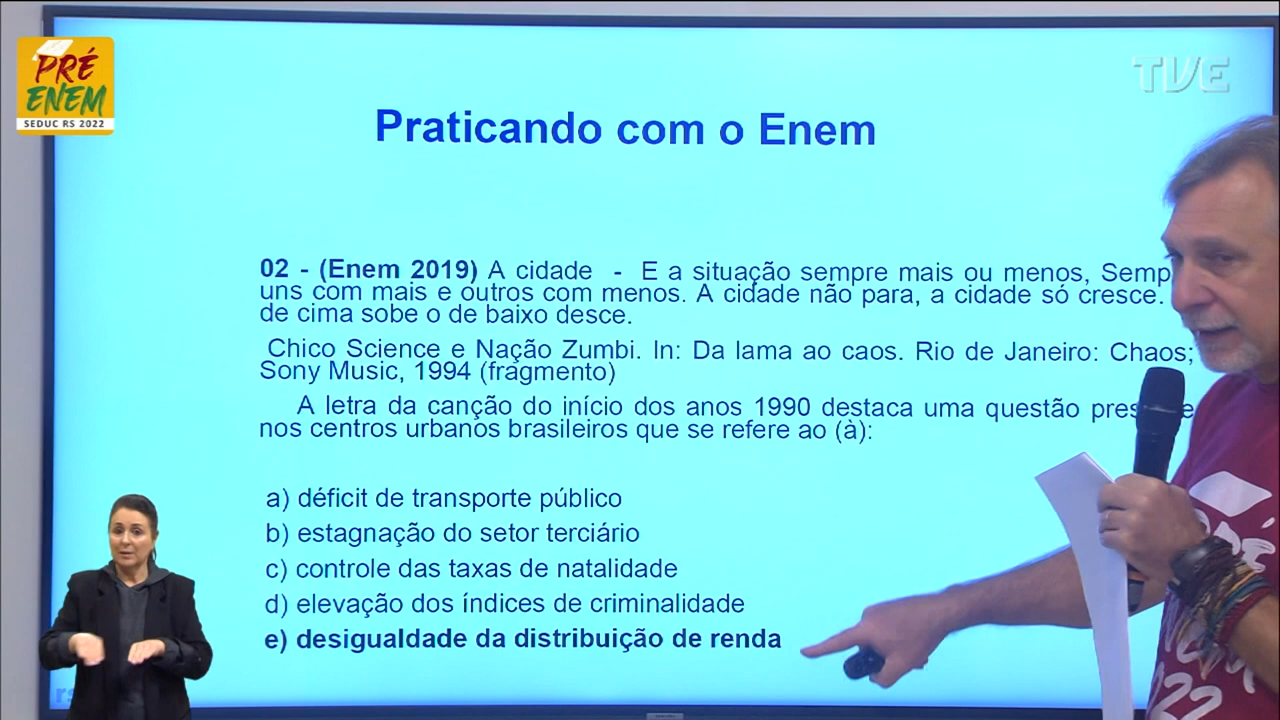 PRÉ
ENEM
SEDUC RS 2022
TVE
Praticando com o Enem
02 - (Enem 2019) A cidade - E a situação sempre mais ou menos,
uns com mais e outros com menos. A cidade não para, a cidade só cresce.
de cima sobe o de baixo desce.
Chico Science e Nação Zumbi. In: Da lama ao caos. Rio de Janeiro: Chaos;
Sony Music, 1994 (fragmento)
A letra da canção do início dos anos 1990 destaca uma questão
nos centros urbanos brasileiros que se refere ao (à):
a) déficit de transporte público
b) estagnação do setor terciário
c) controle das taxas de natalidade
d) elevação dos índices de criminalidade
e) desigualdade da distribuição de renda